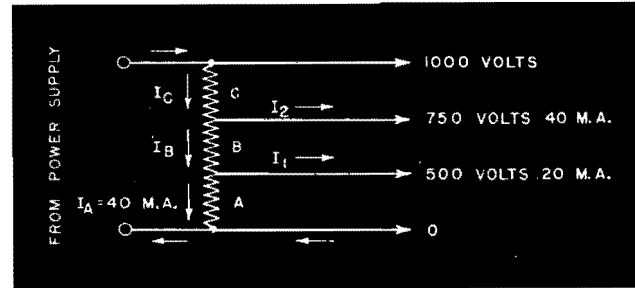 FROM POWER SUPPLY
1000 VOLTS
I_C C
I_2
750 VOLTS 40 M.A.
I_B B
I_1
500 VOLTS 20 M.A.
I_A=40 M.A. A
0